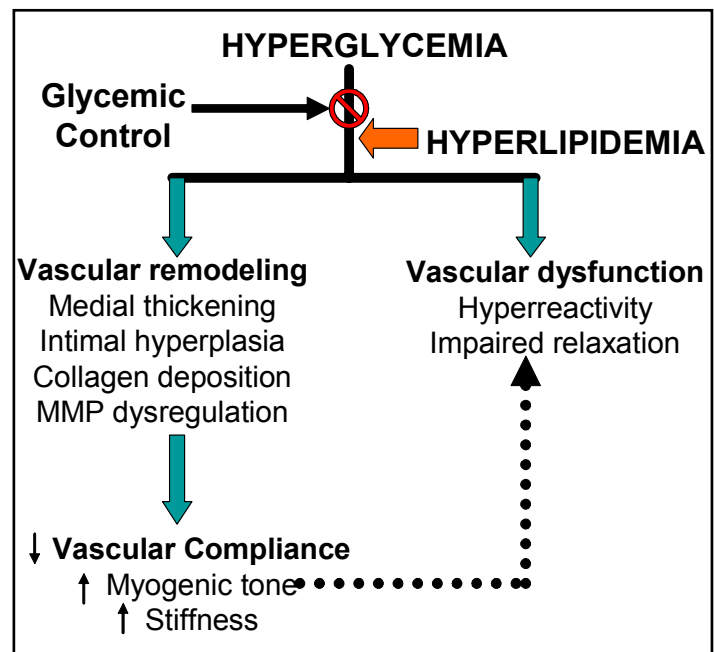 HYPERGLYCEMIA
Glycemic
Control
HYPERLIPIDEMIA
Vascular remodeling
Medial thickening
Intimal hyperplasia
Collagen deposition
MMP dysregulation
Vascular dysfunction
Hyperreactivity
Impaired relaxation
↓ Vascular Compliance
↑ Myogenic tone
↑ Stiffness